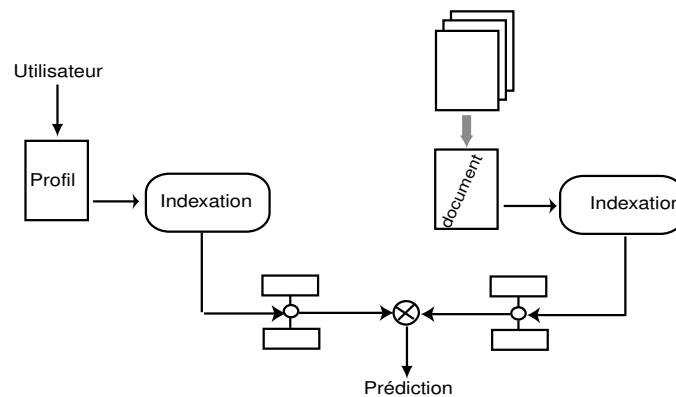 Utilisateur
Profil
Indexation
document
Indexation
Prédiction